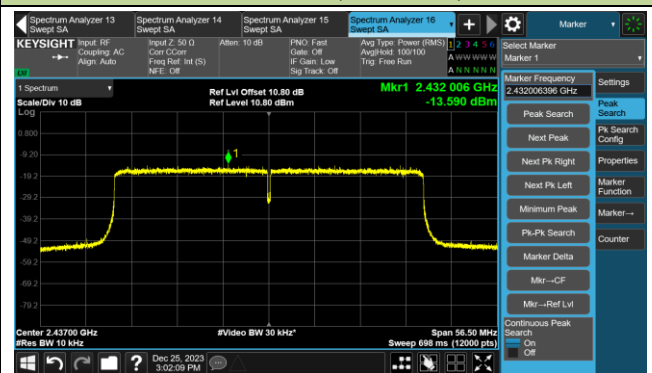 Spectrum Analyzer 13
Swept SA
Spectrum Analyzer 14
Swept SA
Spectrum Analyzer 15
Swept SA
Spectrum Analyzer 16
Swept SA
Marker
KEYSIGHT
Input: RF
Coupling: AC
Align: Auto
Input Z: 50 Ω
Corr CCorr
Freq Ref: Int (S)
NFE: Off
Atten: 10 dB
PNO: Fast
Gate: Off
IF Gain: Low
Sig Track: Off
Avg Type: Power (RMS)
Avg|Hold: 100/100
Trig: Free Run
1 2 3 4 5 6
A W W W W W
A N N N N N
Select Marker
Marker 1
1 Spectrum
Scale/Div 10 dB
Log
Ref Lvl Offset 10.80 dB
Ref Level 10.80 dBm
Mkr1 2.432 006 GHz
-13.590 dBm
0.800
-9.20
-19.2
-29.2
-39.2
-49.2
-59.2
-69.2
-79.2
1
Center 2.43700 GHz
#Res BW 10 kHz
#Video BW 30 kHz*
Span 56.50 MHz
Sweep 698 ms (12000 pts)
Marker Frequency
2.432006396 GHz
Peak Search
Next Peak
Next Pk Right
Next Pk Left
Minimum Peak
Pk-Pk Search
Marker Delta
Mkr→CF
Mkr→Ref Lvl
Continuous Peak
Search
On
Off
Settings
Peak
Search
Pk Search
Config
Properties
Marker
Function
Marker→
Counter
Dec 25, 2023
3:02:09 PM